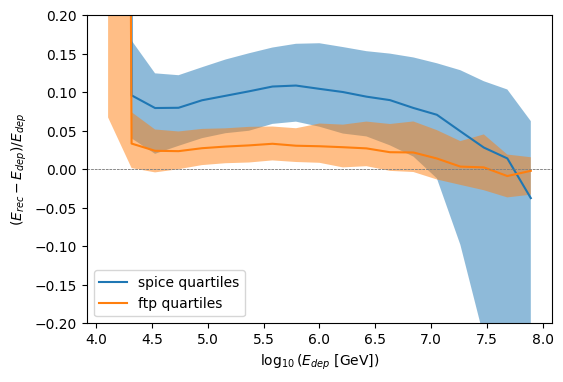 0.20
0.15
0.10
0.05
0.00
−0.05
−0.10
−0.15
−0.20
(E_rec − E_dep)/E_dep
spice quartiles
ftp quartiles
4.0 4.5 5.0 5.5 6.0 6.5 7.0 7.5 8.0
log₁₀ (E_dep [GeV])